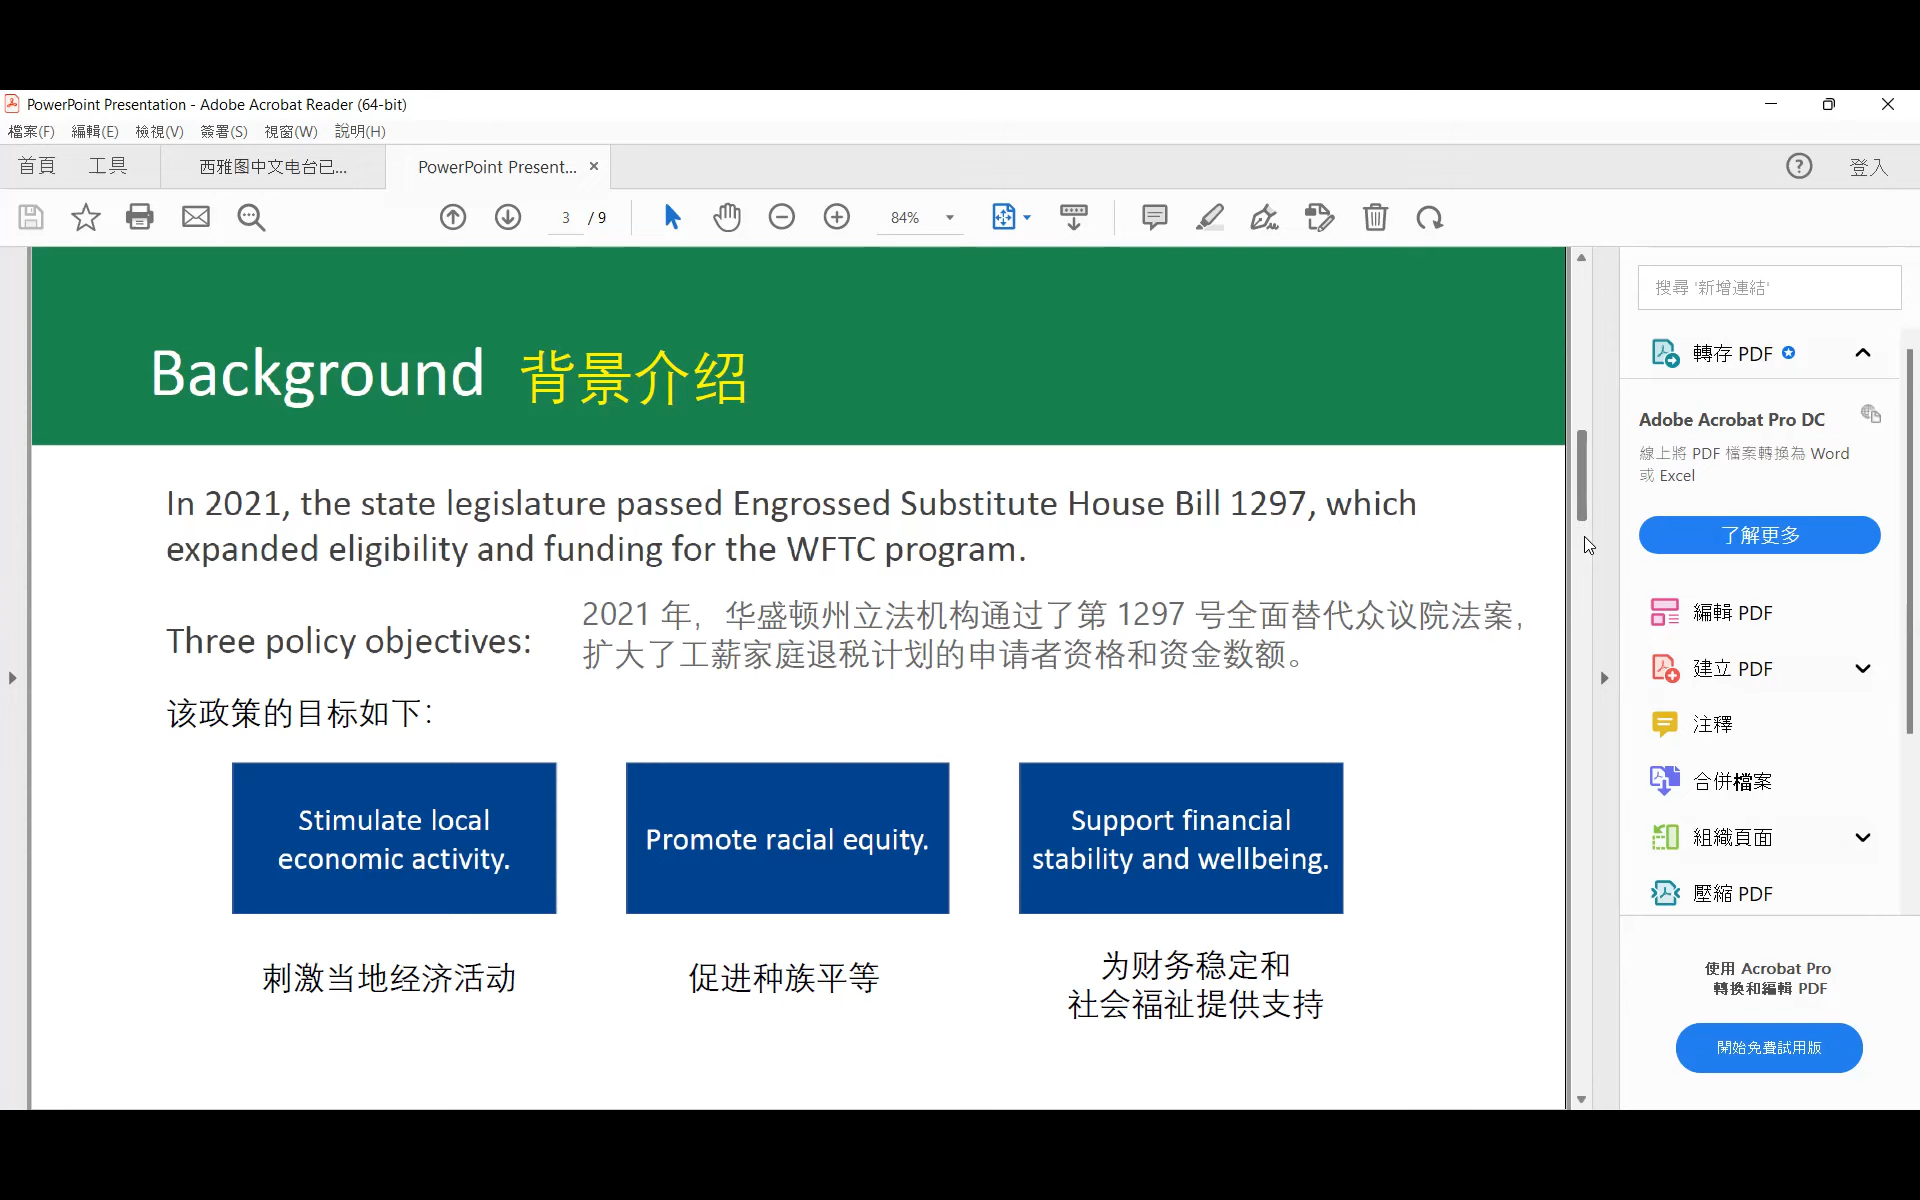 PowerPoint Presentation - Adobe Acrobat Reader (64-bit)
檔案(F) 編輯(E) 檢視(V) 簽署(S) 視窗(W) 說明(H)
首頁 工具 西雅图中文电台已... PowerPoint Present... × ? 登入
3 / 9 84%
搜尋 '新增連結'
轉存 PDF
Adobe Acrobat Pro DC
線上將 PDF 檔案轉換為 Word
或 Excel
了解更多
編輯 PDF
建立 PDF
注釋
合併檔案
組織頁面
壓縮 PDF
使用 Acrobat Pro
轉換和編輯 PDF
開始免費試用版
Background 背景介绍
In 2021, the state legislature passed Engrossed Substitute House Bill 1297, which
expanded eligibility and funding for the WFTC program.
2021 年，华盛顿州立法机构通过了第 1297 号全面替代众议院法案，
扩大了工薪家庭退税计划的申请者资格和资金数额。
Three policy objectives:
该政策的目标如下：
Stimulate local
economic activity.
Promote racial equity.
Support financial
stability and wellbeing.
刺激当地经济活动
促进种族平等
为财务稳定和
社会福祉提供支持